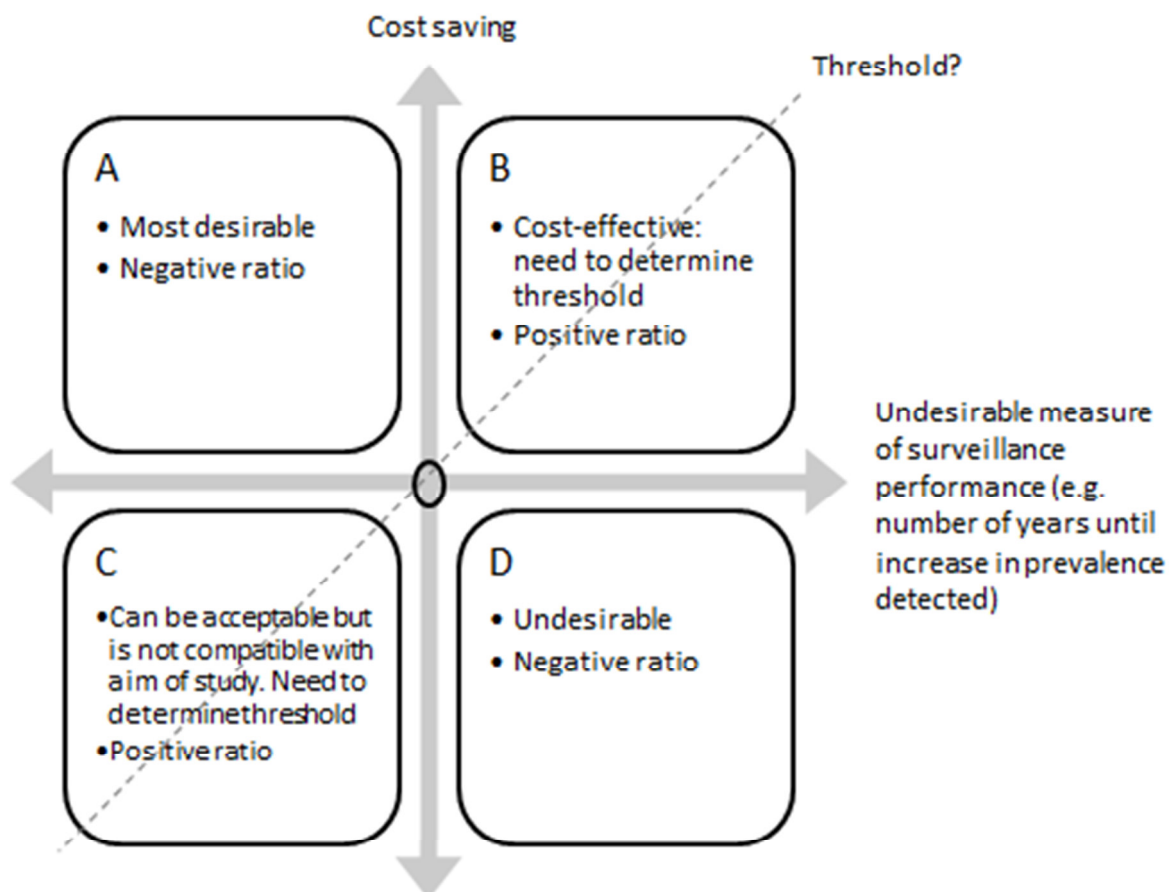 Cost saving
Threshold?
A
• Most desirable
• Negative ratio
B
• Cost-effective:
need to determine
threshold
• Positive ratio
Undesirable measure
of surveillance
performance (e.g.
number of years until
increase in prevalence
detected)
C
•Can be acceptable but
is not compatible with
aim of study. Need to
determinethreshold
•Positive ratio
D
• Undesirable
• Negative ratio